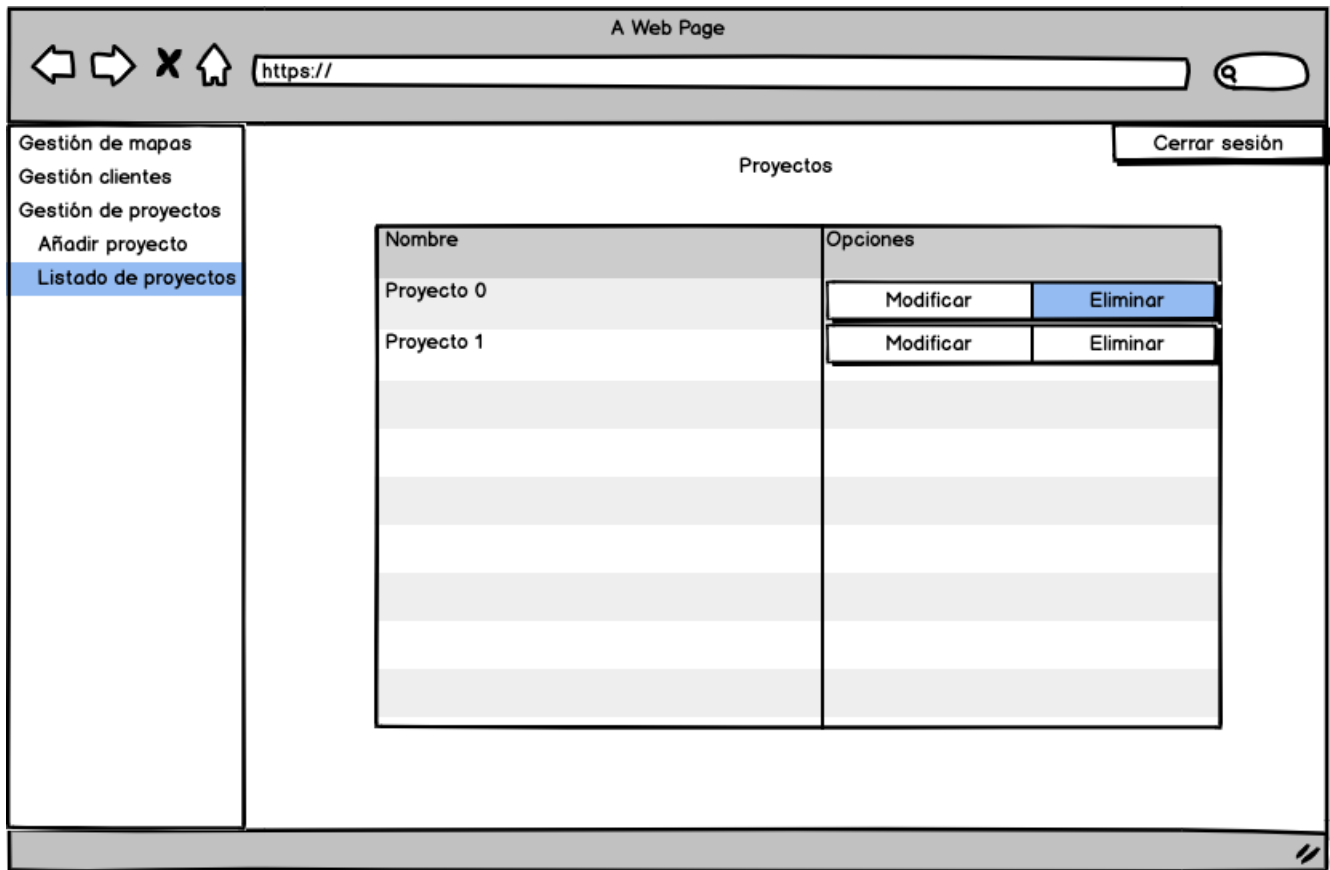 A Web Page
https://
Gestión de mapas
Gestión clientes
Gestión de proyectos
Añadir proyecto
Listado de proyectos
Cerrar sesión
Proyectos
Nombre Opciones
Proyecto 0 Modificar Eliminar
Proyecto 1 Modificar Eliminar